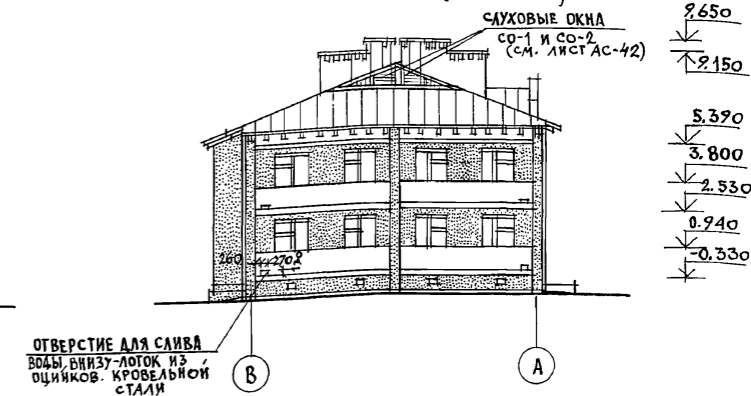 СЛУХОВЫЕ ОКНА
СО-1 И СО-2
(СМ. ЛИСТ АС-42)
9.650
9.150
5.390
3.800
2.530
0.940
-0.330
260
270
ОТВЕРСТИЕ ДЛЯ СЛИВА
ВОДЫ, ВНИЗУ-ЛОТОК ИЗ
ОЦИНКОВ. КРОВЕЛЬНОЙ
СТАЛИ
В
А